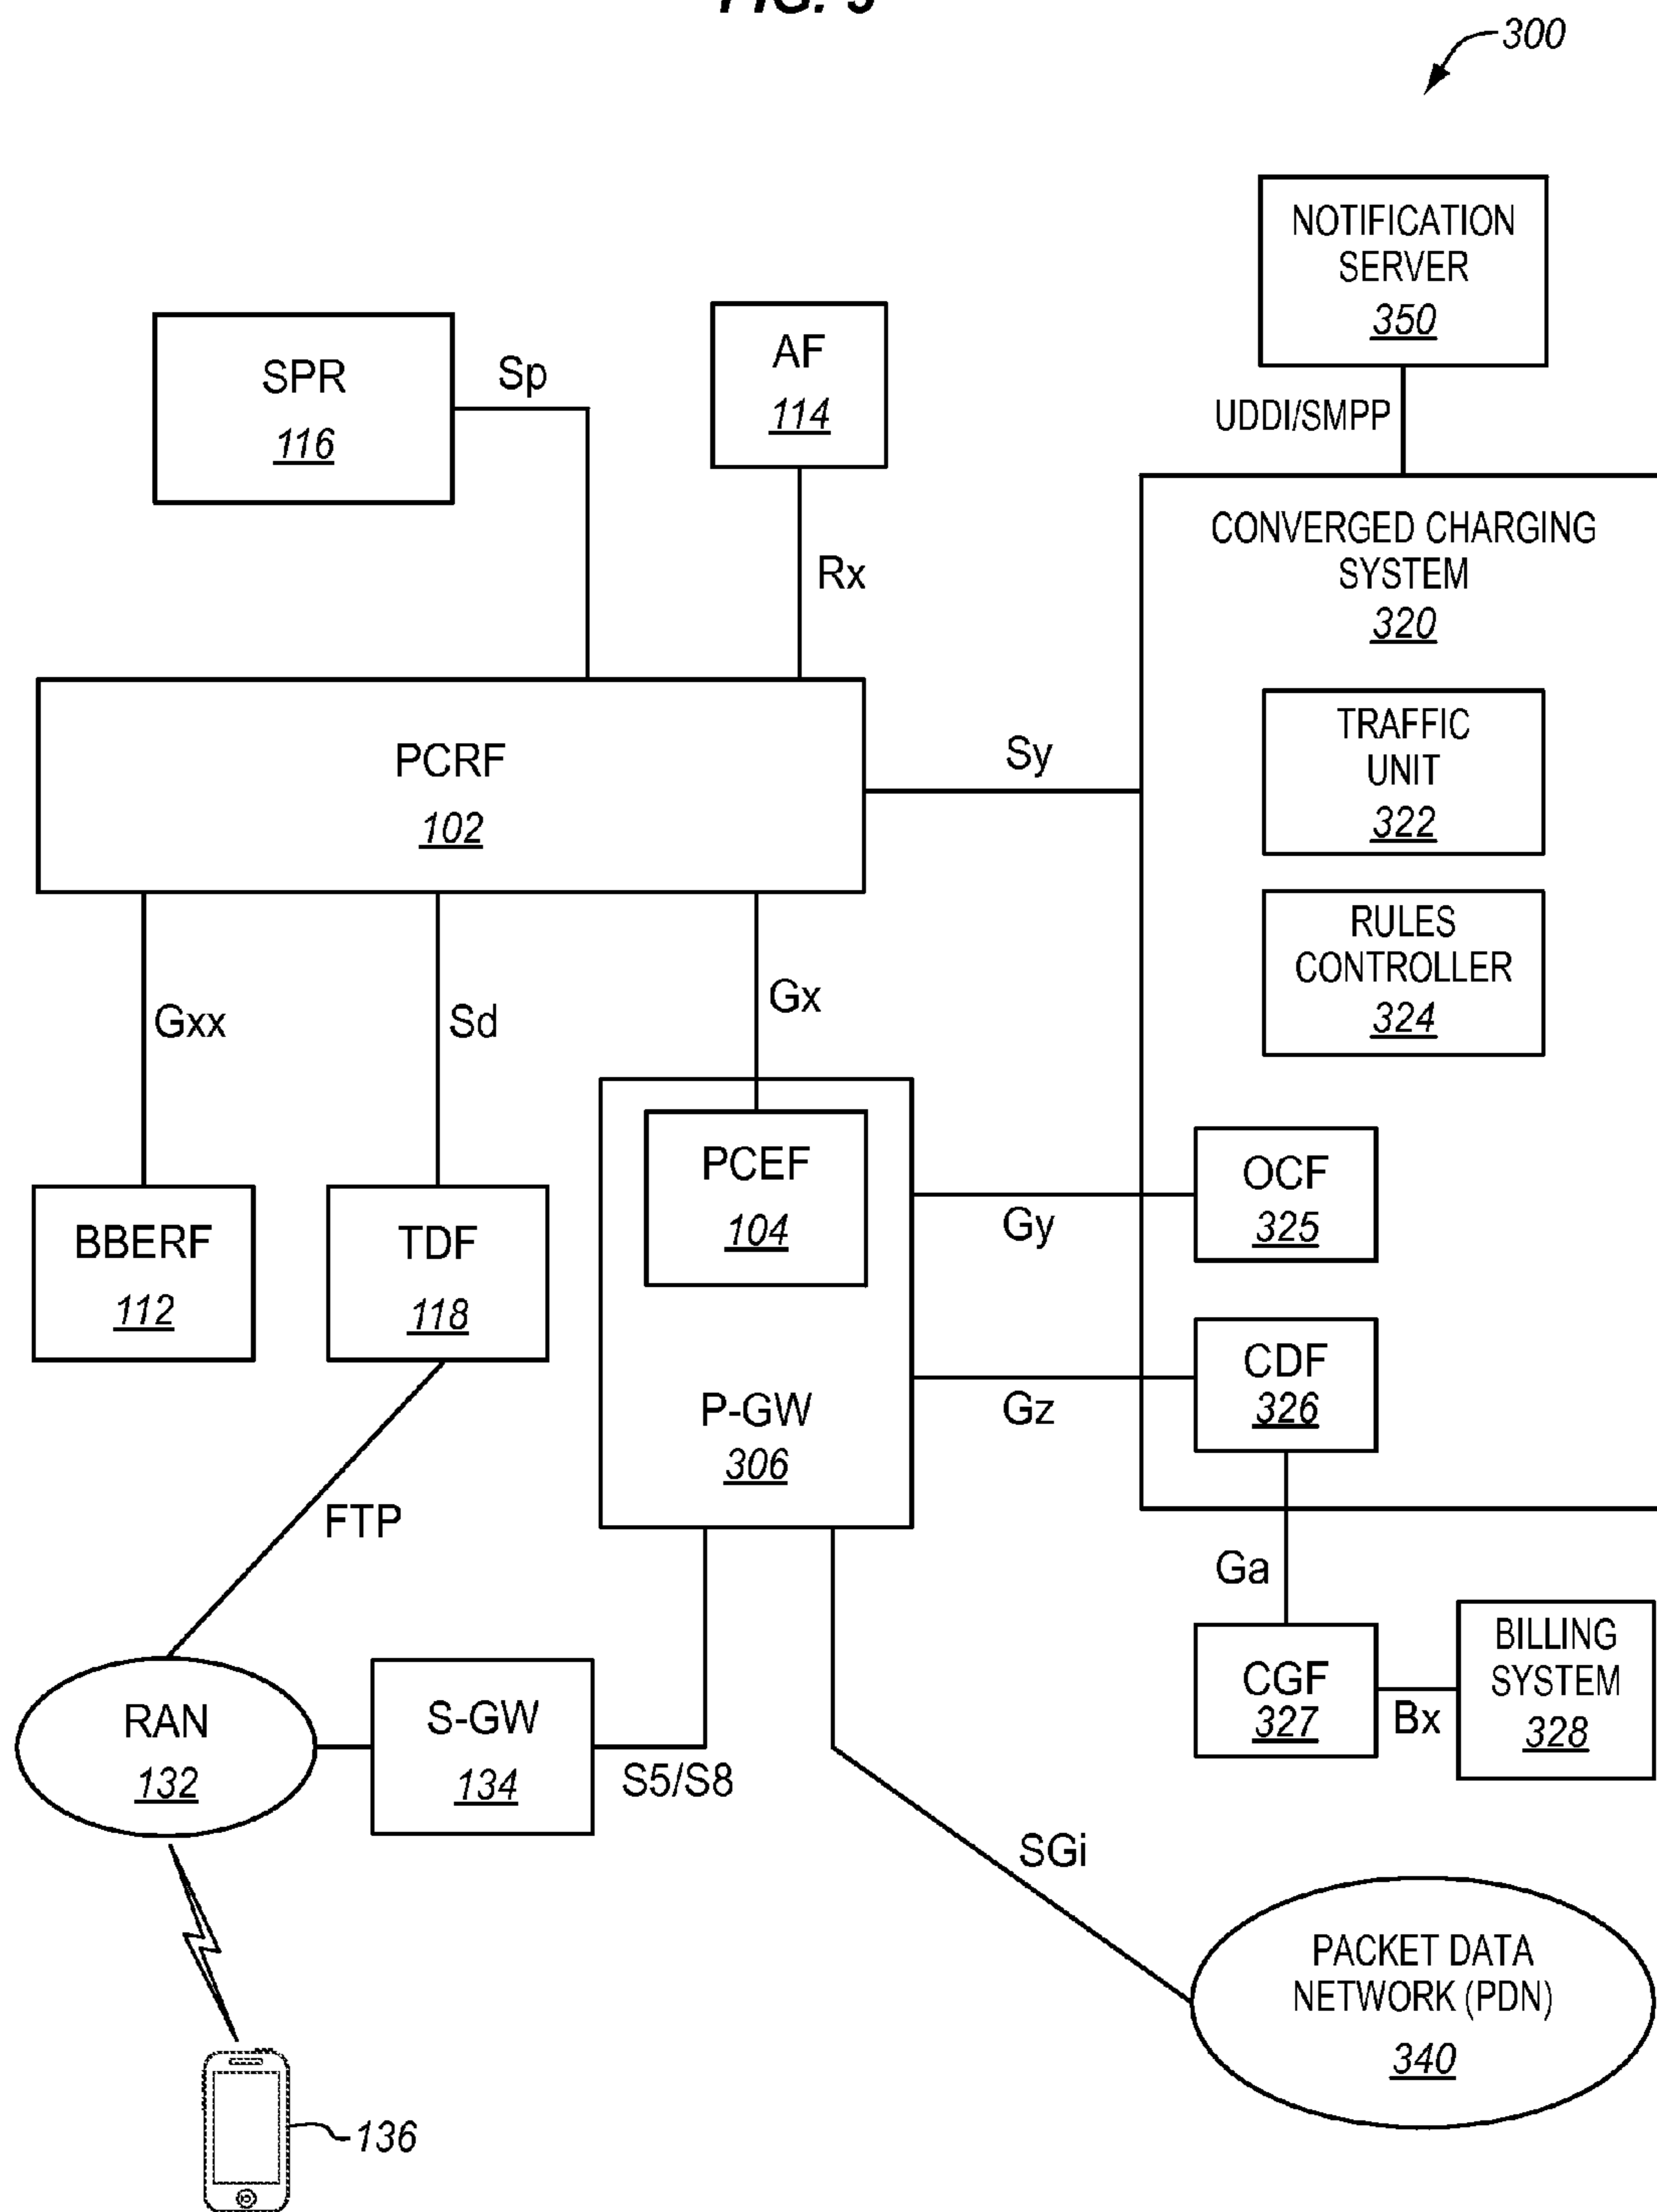 FIG. 3
300
NOTIFICATION
SERVER
350
UDDI/SMPP
SPR
116
Sp
AF
114
Rx
CONVERGED CHARGING
SYSTEM
320
TRAFFIC
UNIT
322
RULES
CONTROLLER
324
PCRF
102
Sy
Gxx
Sd
Gx
BBERF
112
TDF
118
PCEF
104
P-GW
306
Gy
OCF
325
Gz
CDF
326
FTP
Ga
CGF
327
Bx
BILLING
SYSTEM
328
RAN
132
S-GW
134
S5/S8
SGi
PACKET DATA
NETWORK (PDN)
340
136